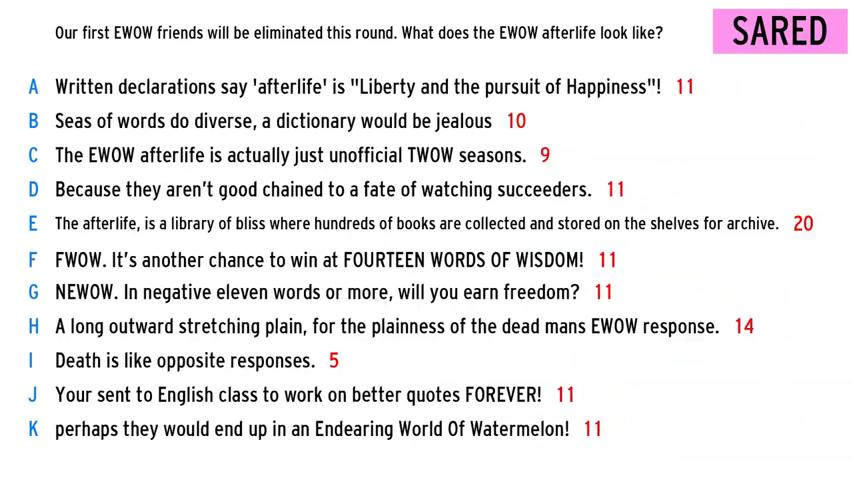 Our first EWOW friends will be eliminated this round. What does the EWOW afterlife look like?
SARED
A Written declarations say 'afterlife' is "Liberty and the pursuit of Happiness"! 11
B Seas of words do diverse, a dictionary would be jealous 10
C The EWOW afterlife is actually just unofficial TWOW seasons. 9
D Because they aren’t good chained to a fate of watching succeeders. 11
E The afterlife, is a library of bliss where hundreds of books are collected and stored on the shelves for archive. 20
F FWOW. It’s another chance to win at FOURTEEN WORDS OF WISDOM! 11
G NEWOW. In negative eleven words or more, will you earn freedom? 11
H A long outward stretching plain, for the plainness of the dead mans EWOW response. 14
I Death is like opposite responses. 5
J Your sent to English class to work on better quotes FOREVER! 11
K perhaps they would end up in an Endearing World Of Watermelon! 11